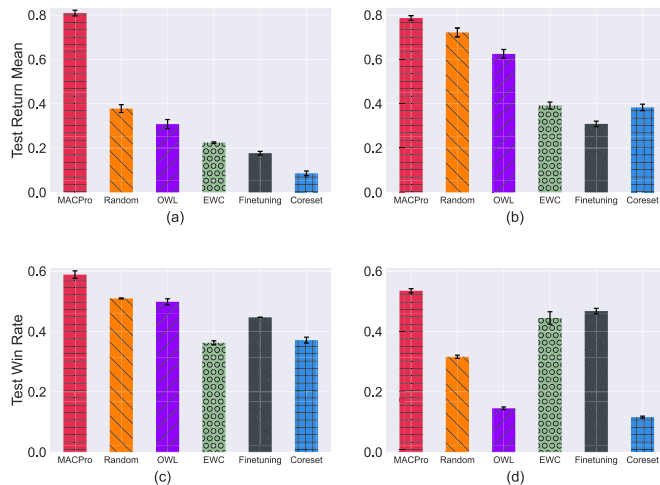 0.8
0.6
0.4
0.2
0.0
Test Return Mean
MACPro Random OWL EWC Finetuning Coreset
(a)
0.8
0.6
0.4
0.2
0.0
MACPro Random OWL EWC Finetuning Coreset
(b)
0.6
0.4
0.2
0.0
Test Win Rate
MACPro Random OWL EWC Finetuning Coreset
(c)
0.6
0.4
0.2
0.0
MACPro Random OWL EWC Finetuning Coreset
(d)